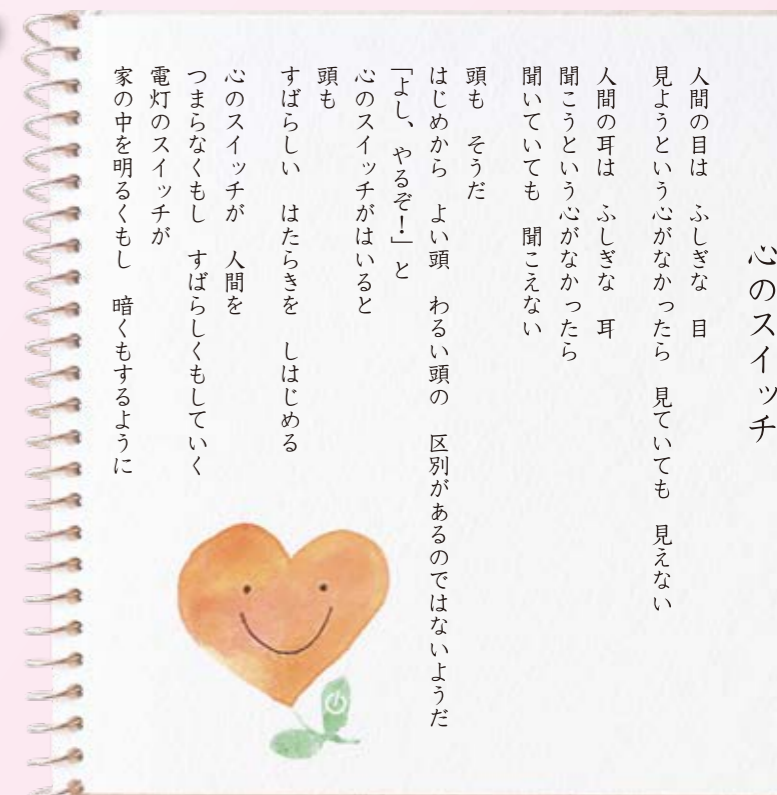 心のスイッチ
人間の目は　ふしぎな　目
見ようという心がなかったら　見ていても　見えない
人間の耳は　ふしぎな　耳
聞こうという心がなかったら
聞いていても　聞こえない
頭も　そうだ
はじめから　よい頭　わるい頭の　区別があるのではないようだ
「よし、やるぞ！」と
心のスイッチがはいると
頭も
すばらしい　はたらきを　しはじめる
心のスイッチが　人間を
つまらなくもし　すばらしくもしていく
電灯のスイッチが
家の中を明るくもし　暗くもするように